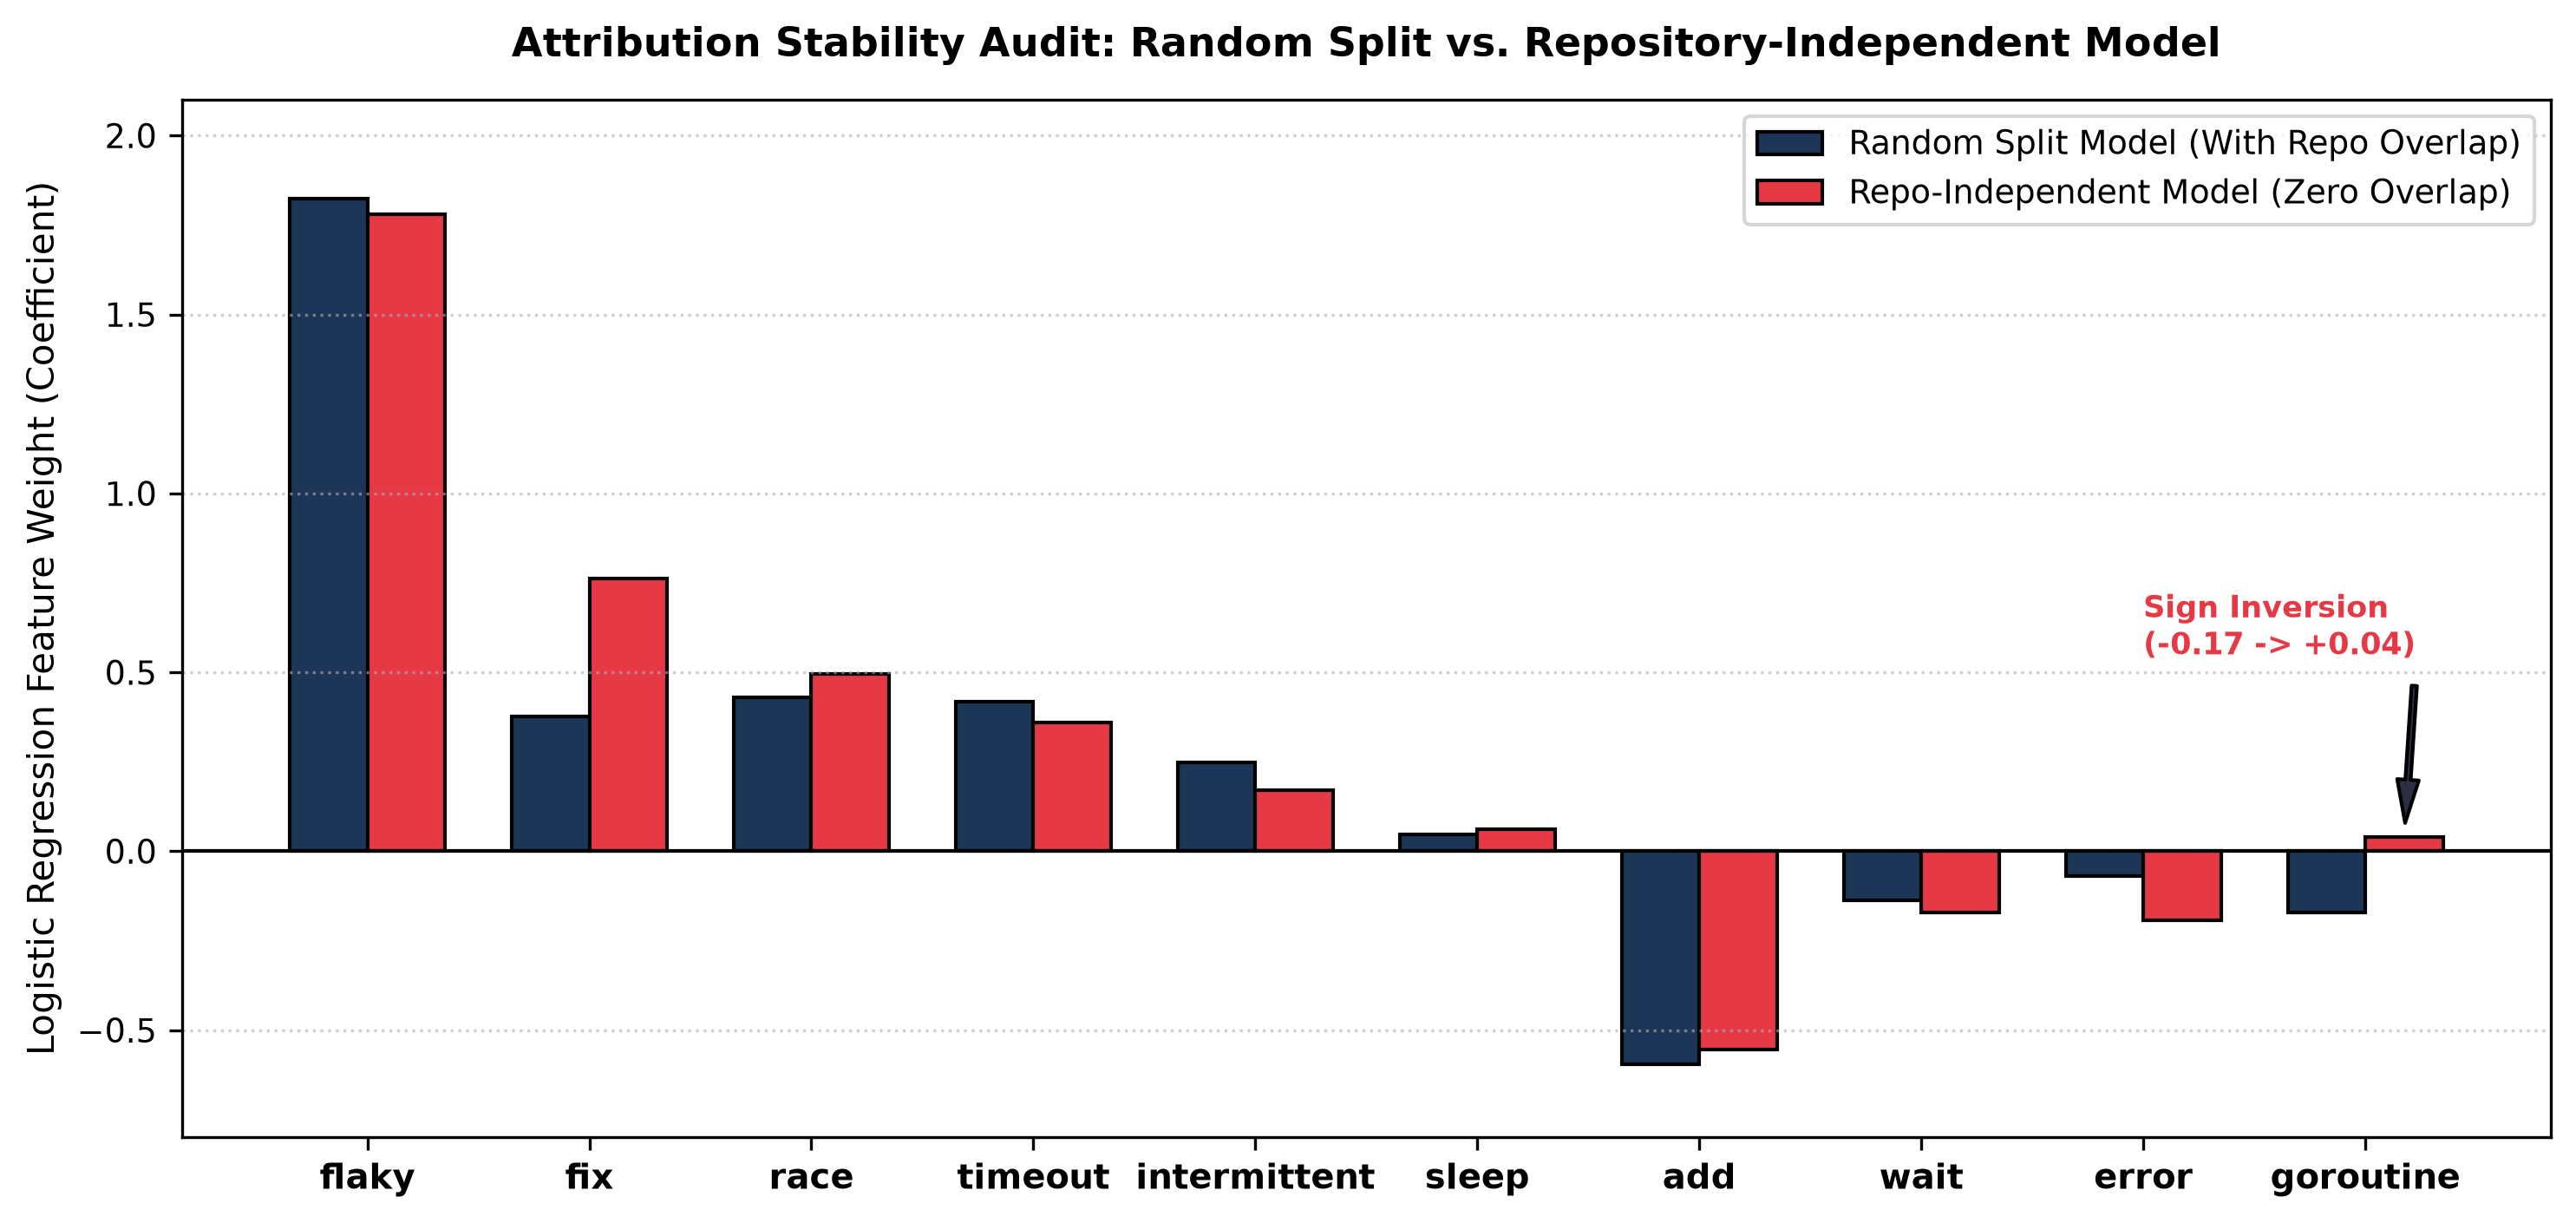 Attribution Stability Audit: Random Split vs. Repository-Independent Model
Logistic Regression Feature Weight (Coefficient)
2.0
1.5
1.0
0.5
0.0
−0.5
Random Split Model (With Repo Overlap)
Repo-Independent Model (Zero Overlap)
Sign Inversion
(-0.17 -> +0.04)
flaky fix race timeout intermittent sleep add wait error goroutine